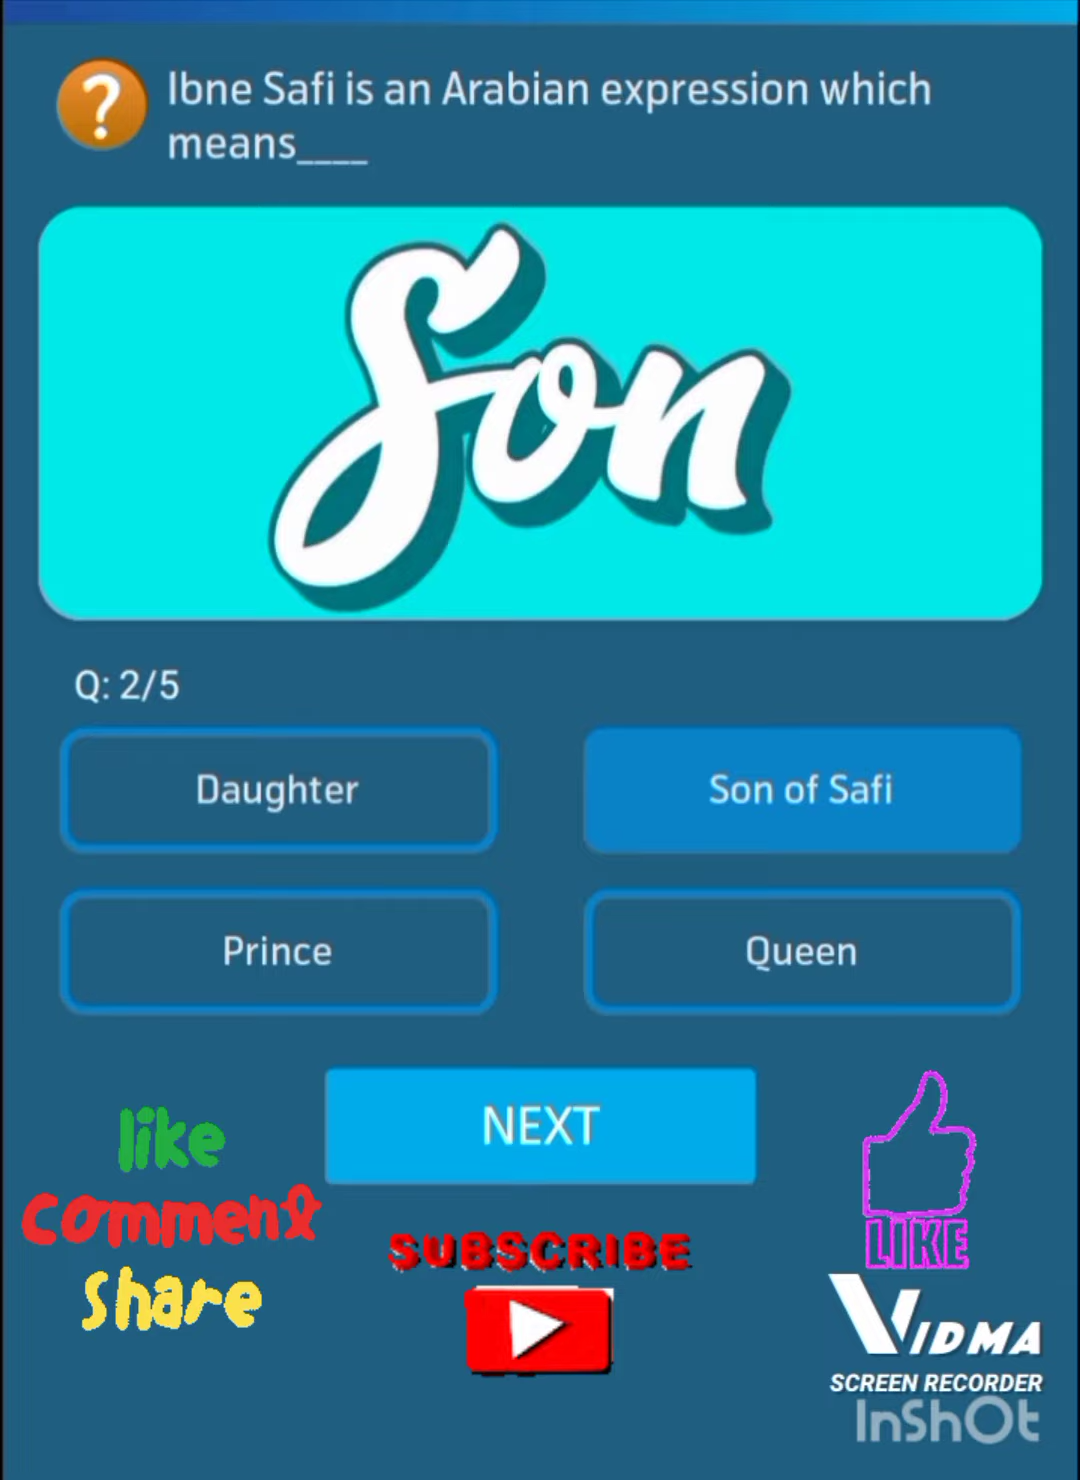 ?
Ibne Safi is an Arabian expression which
means____
Son
Q: 2/5
Daughter
Son of Safi
Prince
Queen
NEXT
like
comment
share
SUBSCRIBE
LIKE
VIDMA
SCREEN RECORDER
InShOt